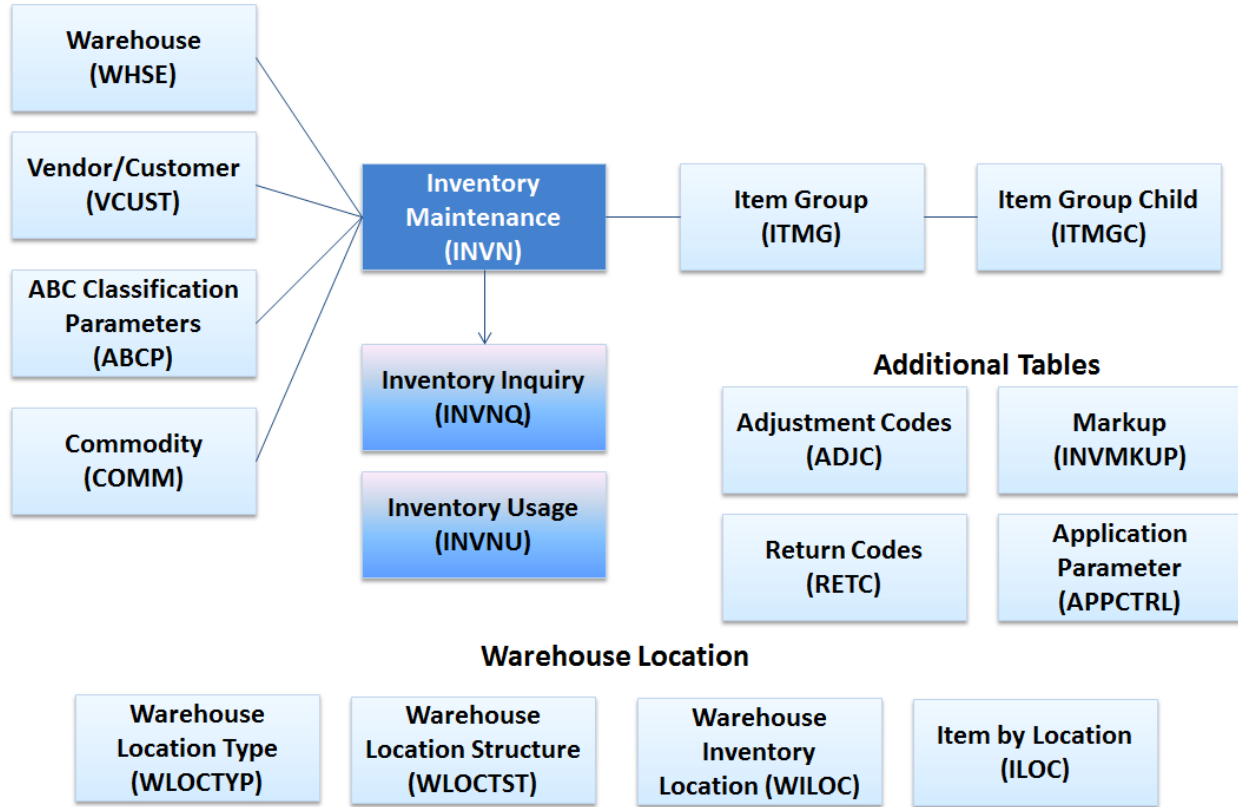 Warehouse
(WHSE)
Vendor/Customer
(VCUST)
ABC Classification
Parameters
(ABCP)
Commodity
(COMM)
Inventory
Maintenance
(INVN)
Inventory Inquiry
(INVNQ)
Inventory Usage
(INVNU)
Item Group
(ITMG)
Item Group Child
(ITMGC)
Additional Tables
Adjustment Codes
(ADJC)
Markup
(INVMKUP)
Return Codes
(RETC)
Application
Parameter
(APPCTRL)
Warehouse Location
Warehouse
Location Type
(WLOCTYP)
Warehouse
Location Structure
(WLOCTST)
Warehouse
Inventory
Location (WILOC)
Item by Location
(ILOC)